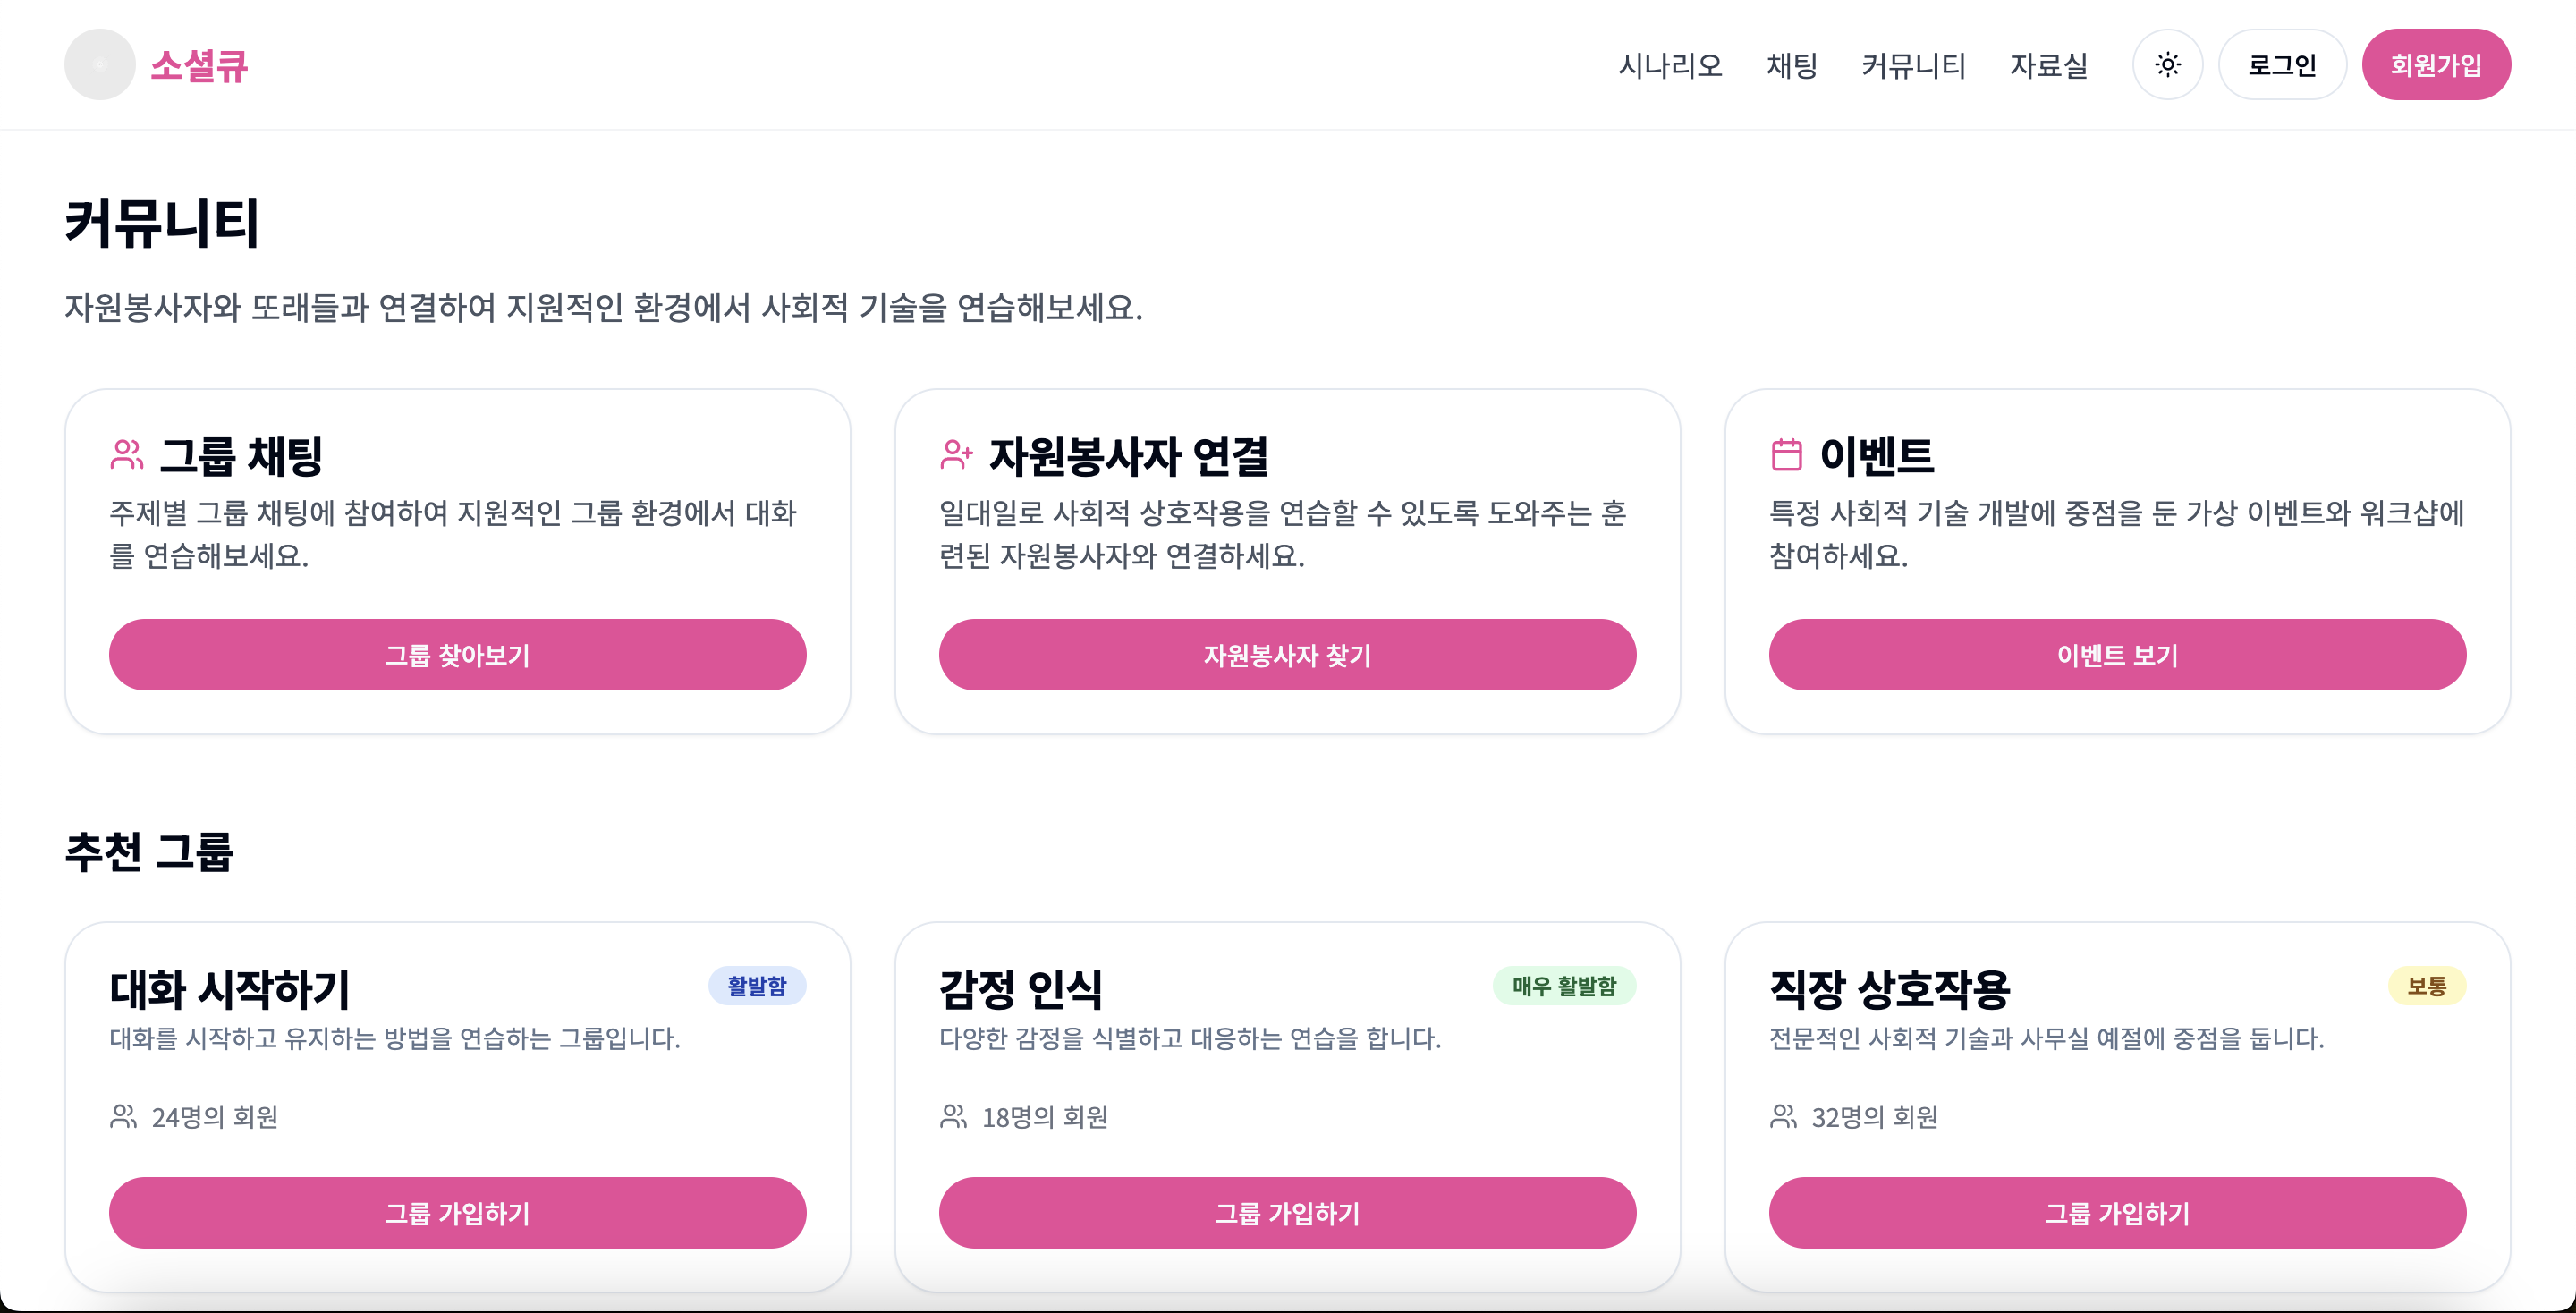 소셜큐
시나리오
채팅
커뮤니티
자료실
로그인
회원가입
커뮤니티
자원봉사자와 또래들과 연결하여 지원적인 환경에서 사회적 기술을 연습해보세요.
그룹 채팅
주제별 그룹 채팅에 참여하여 지원적인 그룹 환경에서 대화
를 연습해보세요.
그룹 찾아보기
자원봉사자 연결
일대일로 사회적 상호작용을 연습할 수 있도록 도와주는 훈
련된 자원봉사자와 연결하세요.
자원봉사자 찾기
이벤트
특정 사회적 기술 개발에 중점을 둔 가상 이벤트와 워크샵에
참여하세요.
이벤트 보기
추천 그룹
대화 시작하기
활발함
대화를 시작하고 유지하는 방법을 연습하는 그룹입니다.
24명의 회원
그룹 가입하기
감정 인식
매우 활발함
다양한 감정을 식별하고 대응하는 연습을 합니다.
18명의 회원
그룹 가입하기
직장 상호작용
보통
전문적인 사회적 기술과 사무실 예절에 중점을 둡니다.
32명의 회원
그룹 가입하기